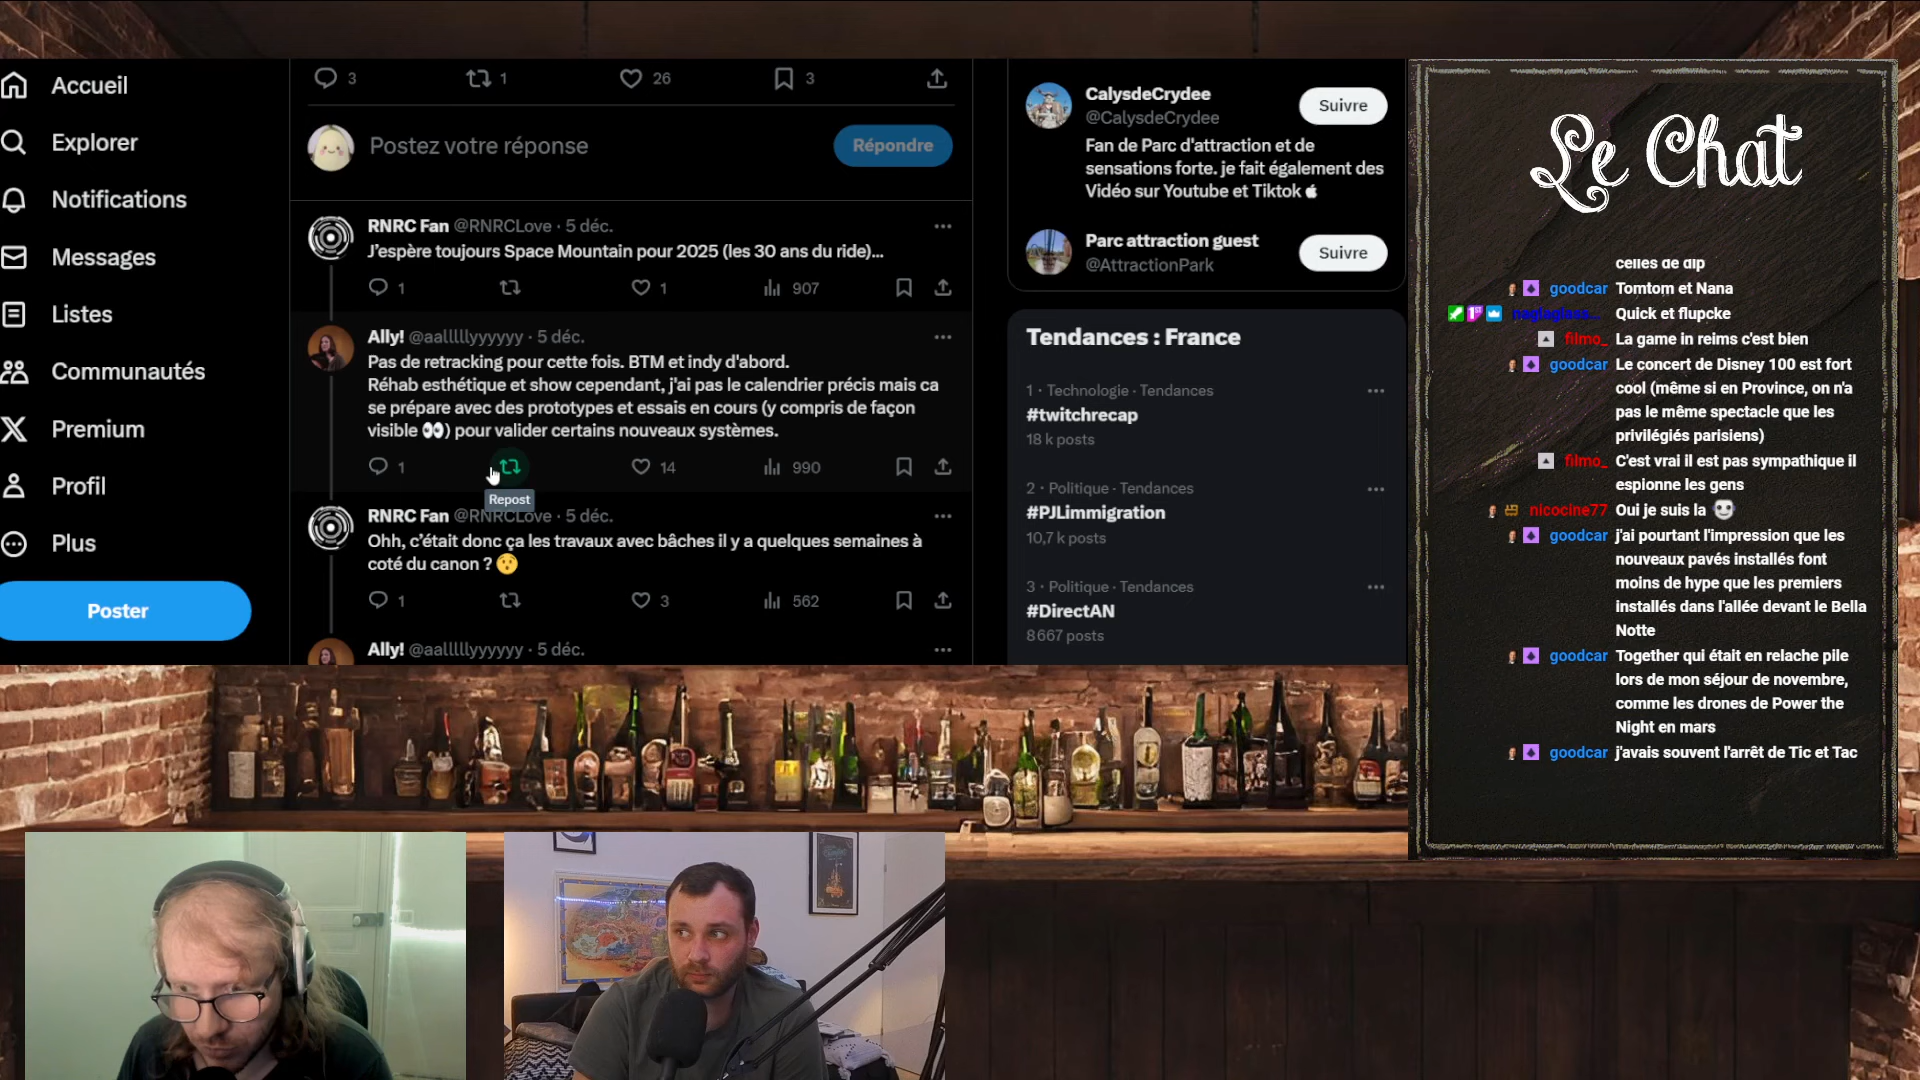 Accueil
Explorer
Notifications
Messages
Listes
Communautés
Premium
Profil
Plus
Poster
3
1
26
3
Postez votre réponse
Répondre
RNRC Fan @RNRCLove · 5 déc.
J'espère toujours Space Mountain pour 2025 (les 30 ans du ride)...
1
1
907
Ally! @aalllllyyyyyy · 5 déc.
Pas de retracking pour cette fois. BTM et indy d'abord.
Réhab esthétique et show cependant, j'ai pas le calendrier précis mais ca
se prépare avec des prototypes et essais en cours (y compris de façon
visible 👀) pour valider certains nouveaux systèmes.
1
14
990
Repost
RNRC Fan @RNRCLove · 5 déc.
Ohh, c'était donc ça les travaux avec bâches il y a quelques semaines à
coté du canon ? 😯
1
3
562
Ally! @aalllllyyyyyy · 5 déc.
CalysdeCrydee
@CalysdeCrydee
Suivre
Fan de Parc d'attraction et de
sensations forte. je fait également des
Vidéo sur Youtube et Tiktok
Parc attraction guest
@AttractionPark
Suivre
Tendances : France
1 · Technologie · Tendances
#twitchrecap
18 k posts
2 · Politique · Tendances
#PJLimmigration
10,7 k posts
3 · Politique · Tendances
#DirectAN
8 667 posts
Le Chat
celles de dlp
goodcar Tomtom et Nana
Quick et flupcke
filmo_ La game in reims c'est bien
goodcar Le concert de Disney 100 est fort
cool (même si en Province, on n'a
pas le même spectacle que les
privilégiés parisiens)
filmo_ C'est vrai il est pas sympathique il
espionne les gens
nicocine77 Oui je suis la
goodcar j'ai pourtant l'impression que les
nouveaux pavés installés font
moins de hype que les premiers
installés dans l'allée devant le Bella
Notte
goodcar Together qui était en relache pile
lors de mon séjour de novembre,
comme les drones de Power the
Night en mars
goodcar j'avais souvent l'arrêt de Tic et Tac